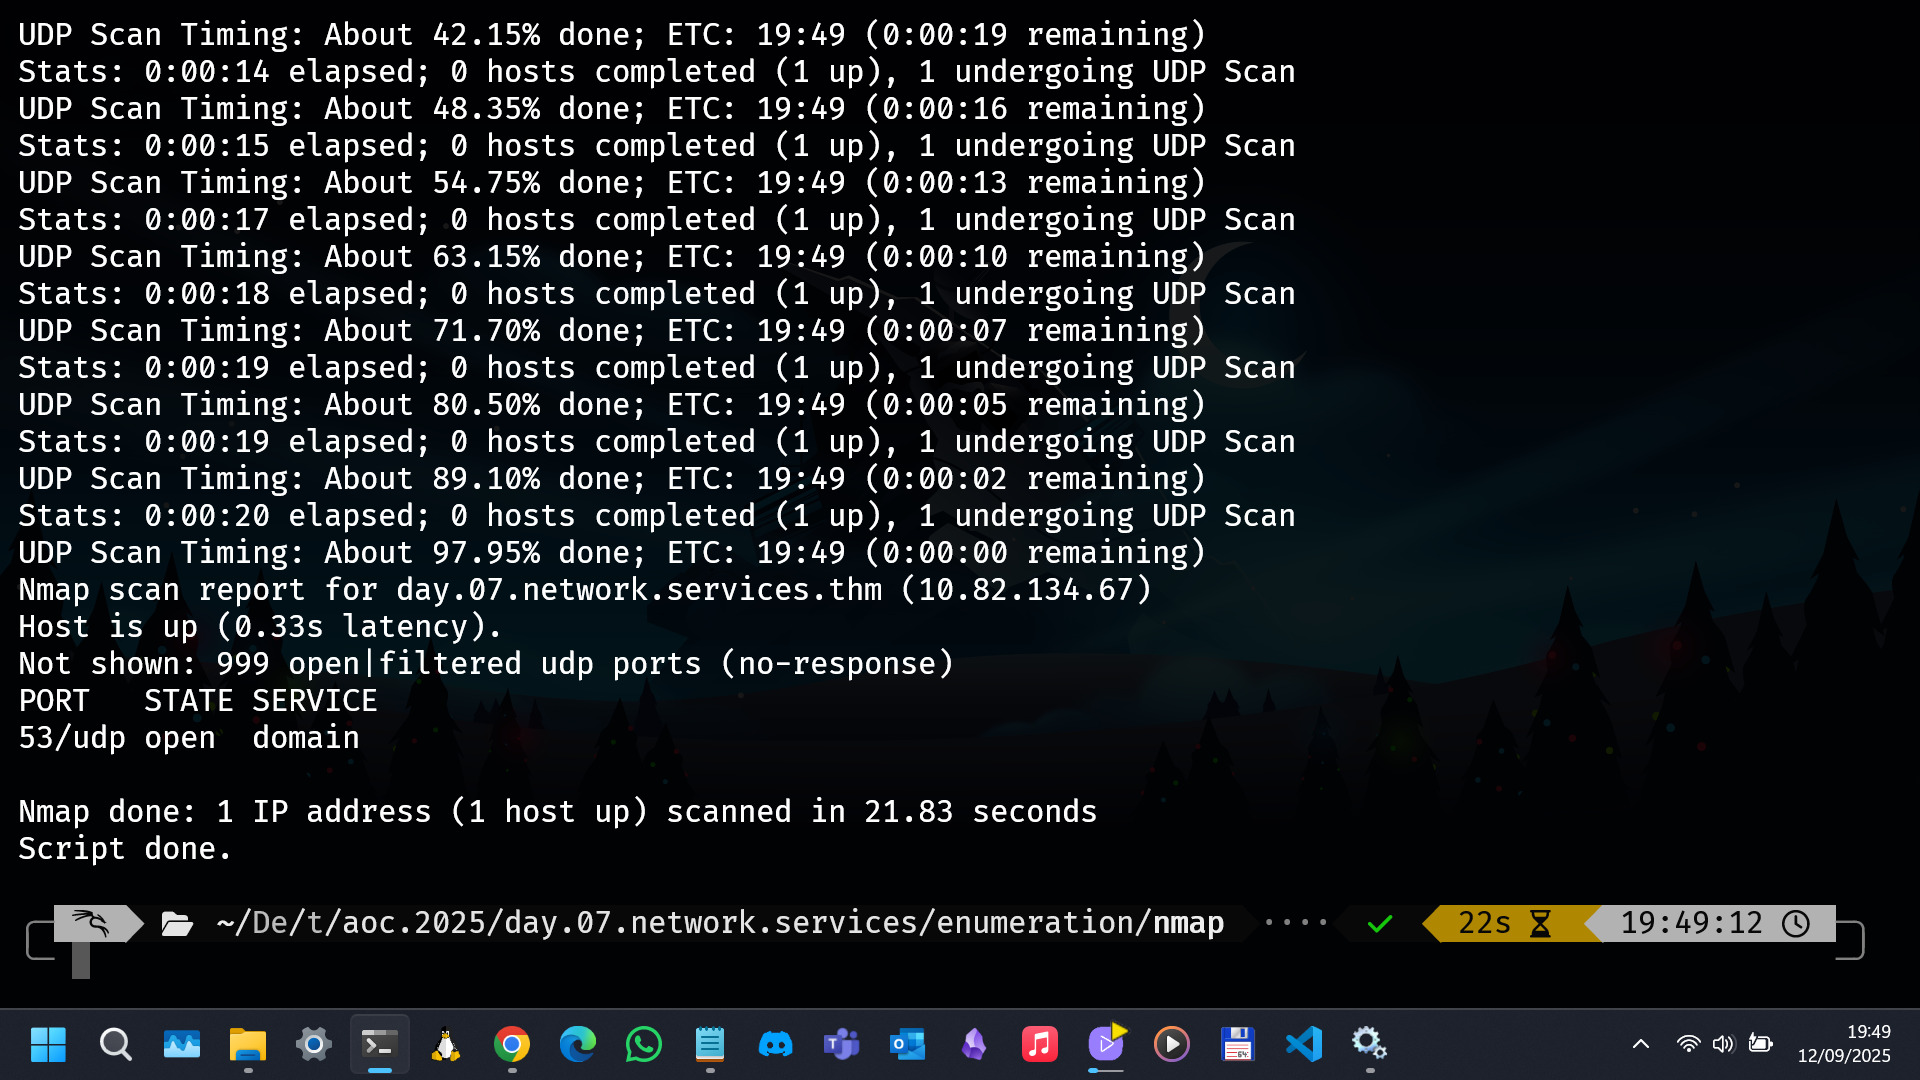 UDP Scan Timing: About 42.15% done; ETC: 19:49 (0:00:19 remaining)
Stats: 0:00:14 elapsed; 0 hosts completed (1 up), 1 undergoing UDP Scan
UDP Scan Timing: About 48.35% done; ETC: 19:49 (0:00:16 remaining)
Stats: 0:00:15 elapsed; 0 hosts completed (1 up), 1 undergoing UDP Scan
UDP Scan Timing: About 54.75% done; ETC: 19:49 (0:00:13 remaining)
Stats: 0:00:17 elapsed; 0 hosts completed (1 up), 1 undergoing UDP Scan
UDP Scan Timing: About 63.15% done; ETC: 19:49 (0:00:10 remaining)
Stats: 0:00:18 elapsed; 0 hosts completed (1 up), 1 undergoing UDP Scan
UDP Scan Timing: About 71.70% done; ETC: 19:49 (0:00:07 remaining)
Stats: 0:00:19 elapsed; 0 hosts completed (1 up), 1 undergoing UDP Scan
UDP Scan Timing: About 80.50% done; ETC: 19:49 (0:00:05 remaining)
Stats: 0:00:19 elapsed; 0 hosts completed (1 up), 1 undergoing UDP Scan
UDP Scan Timing: About 89.10% done; ETC: 19:49 (0:00:02 remaining)
Stats: 0:00:20 elapsed; 0 hosts completed (1 up), 1 undergoing UDP Scan
UDP Scan Timing: About 97.95% done; ETC: 19:49 (0:00:00 remaining)
Nmap scan report for day.07.network.services.thm (10.82.134.67)
Host is up (0.33s latency).
Not shown: 999 open|filtered udp ports (no-response)
PORT   STATE SERVICE
53/udp open  domain
Nmap done: 1 IP address (1 host up) scanned in 21.83 seconds
Script done.
~/De/t/aoc.2025/day.07.network.services/enumeration/nmap ···· ✓ 22s 19:49:12
19:49
12/09/2025